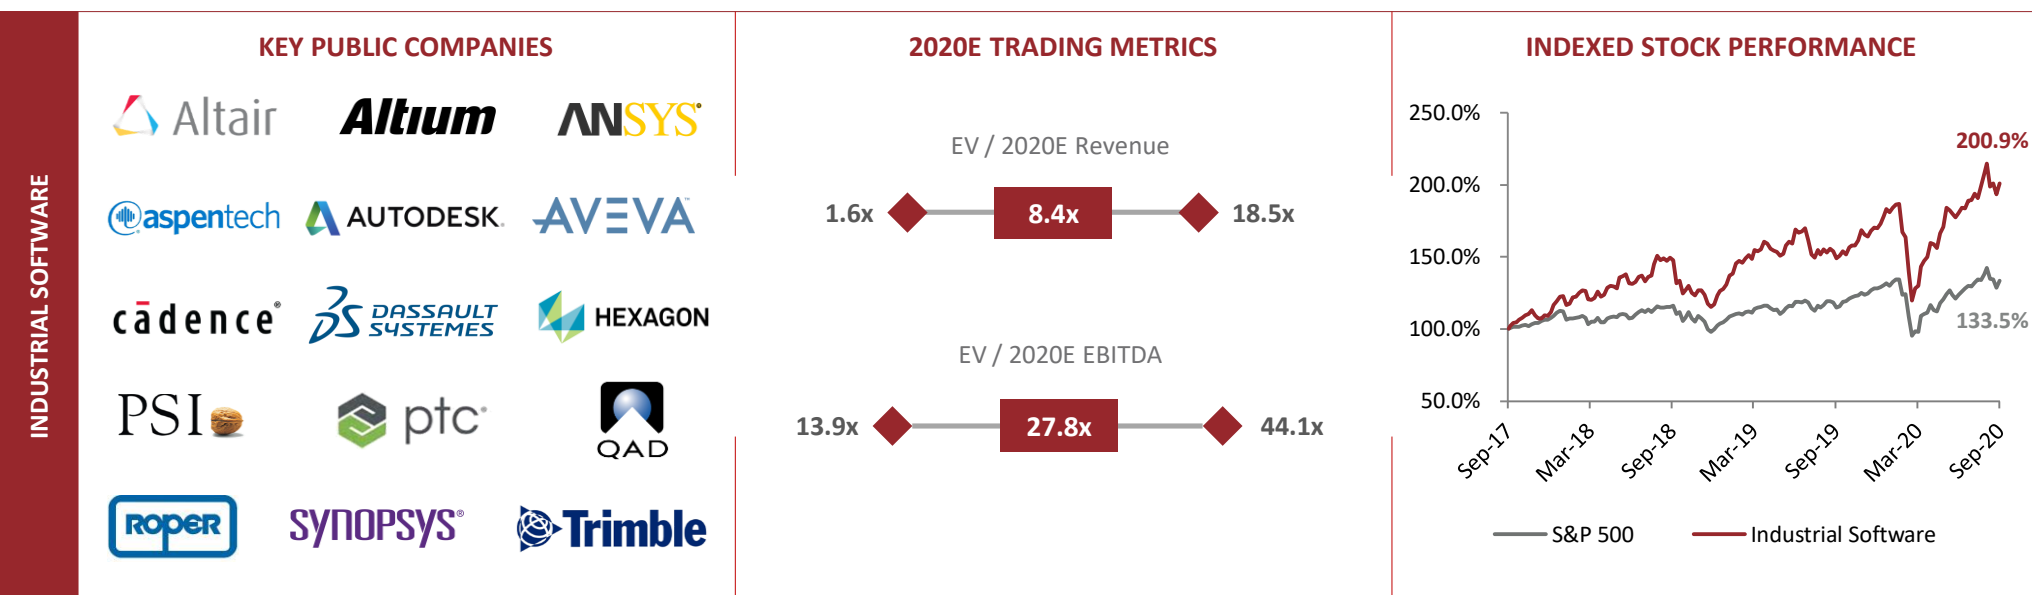 INDUSTRIAL SOFTWARE
KEY PUBLIC COMPANIES
Altair
Altium
ANSYS®
aspentech
AUTODESK.
AVEVA™
cādence®
DS DASSAULT SYSTEMES
HEXAGON
PSI
ptc®
QAD
ROPER
SYNOPSYS®
Trimble
2020E TRADING METRICS
EV / 2020E Revenue
1.6x 8.4x 18.5x
EV / 2020E EBITDA
13.9x 27.8x 44.1x
INDEXED STOCK PERFORMANCE
250.0%
200.0%
150.0%
100.0%
50.0%
200.9%
133.5%
Sep-17 Mar-18 Sep-18 Mar-19 Sep-19 Mar-20 Sep-20
S&P 500 Industrial Software